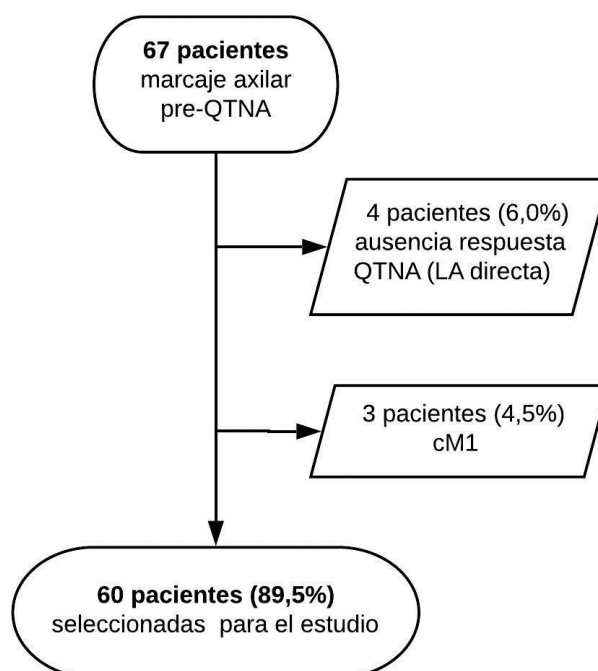 67 pacientes
marcaje axilar
pre-QTNA
4 pacientes (6,0%)
ausencia respuesta
QTNA (LA directa)
3 pacientes (4,5%)
cM1
60 pacientes (89,5%)
seleccionadas para el estudio